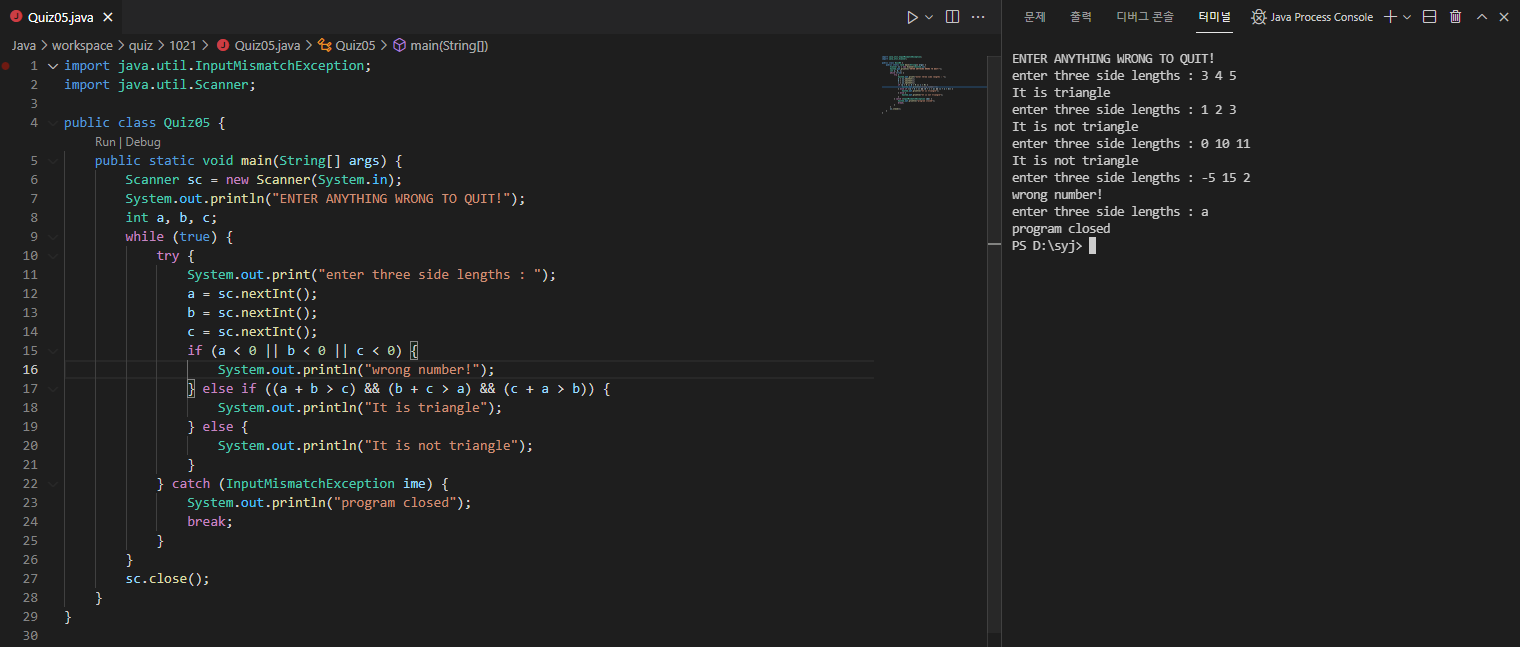 Quiz05.java
Java > workspace > quiz > 1021 > Quiz05.java > Quiz05 > main(String[])
1 import java.util.InputMismatchException;
2 import java.util.Scanner;
3
4 public class Quiz05 {
Run | Debug
5 public static void main(String[] args) {
6 Scanner sc = new Scanner(System.in);
7 System.out.println("ENTER ANYTHING WRONG TO QUIT!");
8 int a, b, c;
9 while (true) {
10 try {
11 System.out.print("enter three side lengths : ");
12 a = sc.nextInt();
13 b = sc.nextInt();
14 c = sc.nextInt();
15 if (a < 0 || b < 0 || c < 0) {
16 System.out.println("wrong number!");
17 } else if ((a + b > c) && (b + c > a) && (c + a > b)) {
18 System.out.println("It is triangle");
19 } else {
20 System.out.println("It is not triangle");
21 }
22 } catch (InputMismatchException ime) {
23 System.out.println("program closed");
24 break;
25 }
26 }
27 sc.close();
28 }
29 }
30
문제 출력 디버그 콘솔 터미널 Java Process Console
ENTER ANYTHING WRONG TO QUIT!
enter three side lengths : 3 4 5
It is triangle
enter three side lengths : 1 2 3
It is not triangle
enter three side lengths : 0 10 11
It is not triangle
enter three side lengths : -5 15 2
wrong number!
enter three side lengths : a
program closed
PS D:\syj>